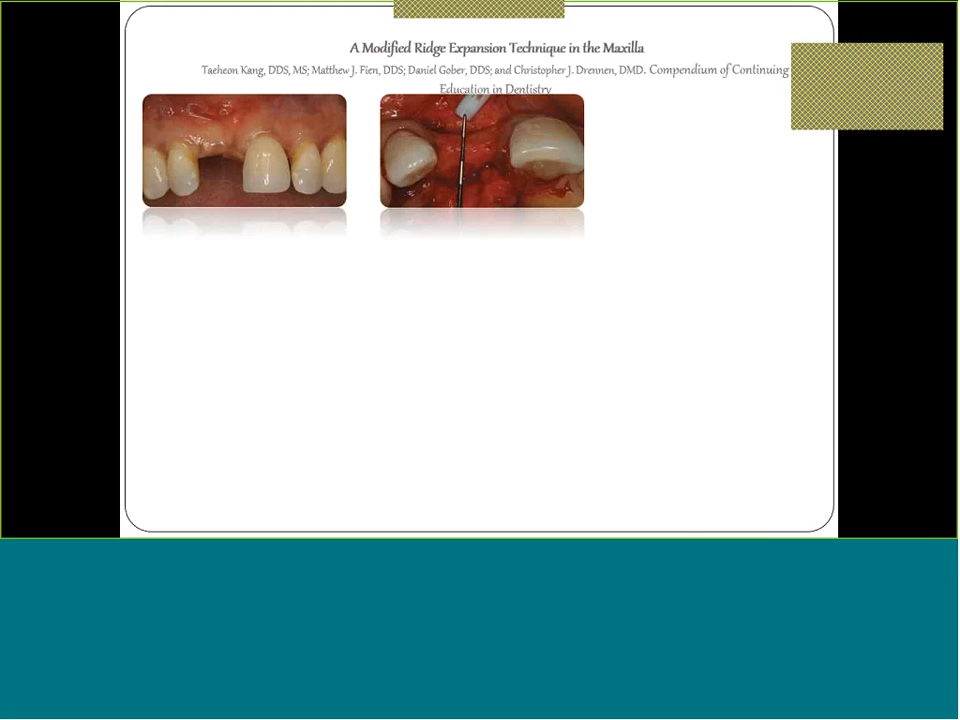 A Modified Ridge Expansion Technique in the Maxilla
Taeheon Kang, DDS, MS; Matthew J. Fien, DDS; Daniel Gober, DDS; and Christopher J. Drennen, DMD. Compendium of Continuing
Education in Dentistry